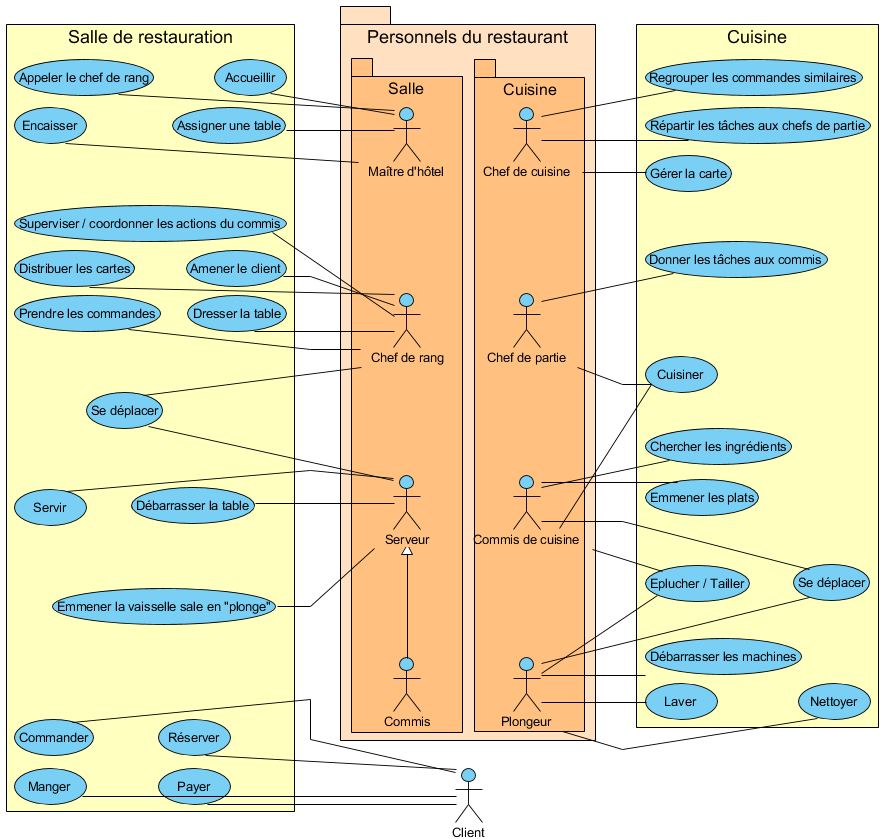 Salle de restauration
Personnels du restaurant
Cuisine
Appeler le chef de rang
Accueillir
Encaisser
Assigner une table
Superviser / coordonner les actions du commis
Distribuer les cartes
Amener le client
Prendre les commandes
Dresser la table
Se déplacer
Servir
Débarrasser la table
Emmener la vaisselle sale en "plonge"
Commander
Réserver
Manger
Payer
Salle
Maître d'hôtel
Chef de rang
Serveur
Commis
Cuisine
Chef de cuisine
Chef de partie
Commis de cuisine
Plongeur
Client
Regrouper les commandes similaires
Répartir les tâches aux chefs de partie
Gérer la carte
Donner les tâches aux commis
Cuisiner
Chercher les ingrédients
Emmener les plats
Eplucher / Tailler
Se déplacer
Débarrasser les machines
Laver
Nettoyer